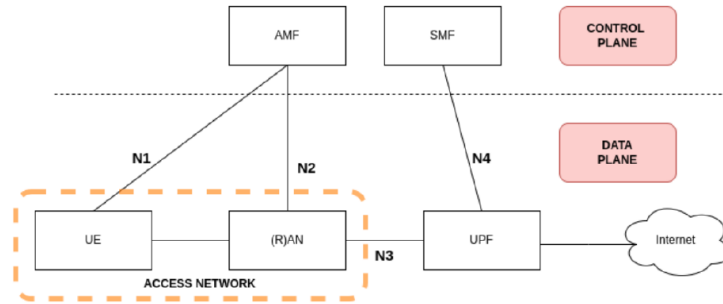 AMF
SMF
CONTROL
PLANE
DATA
PLANE
N1
N2
N4
UE
(R)AN
N3
UPF
Internet
ACCESS NETWORK